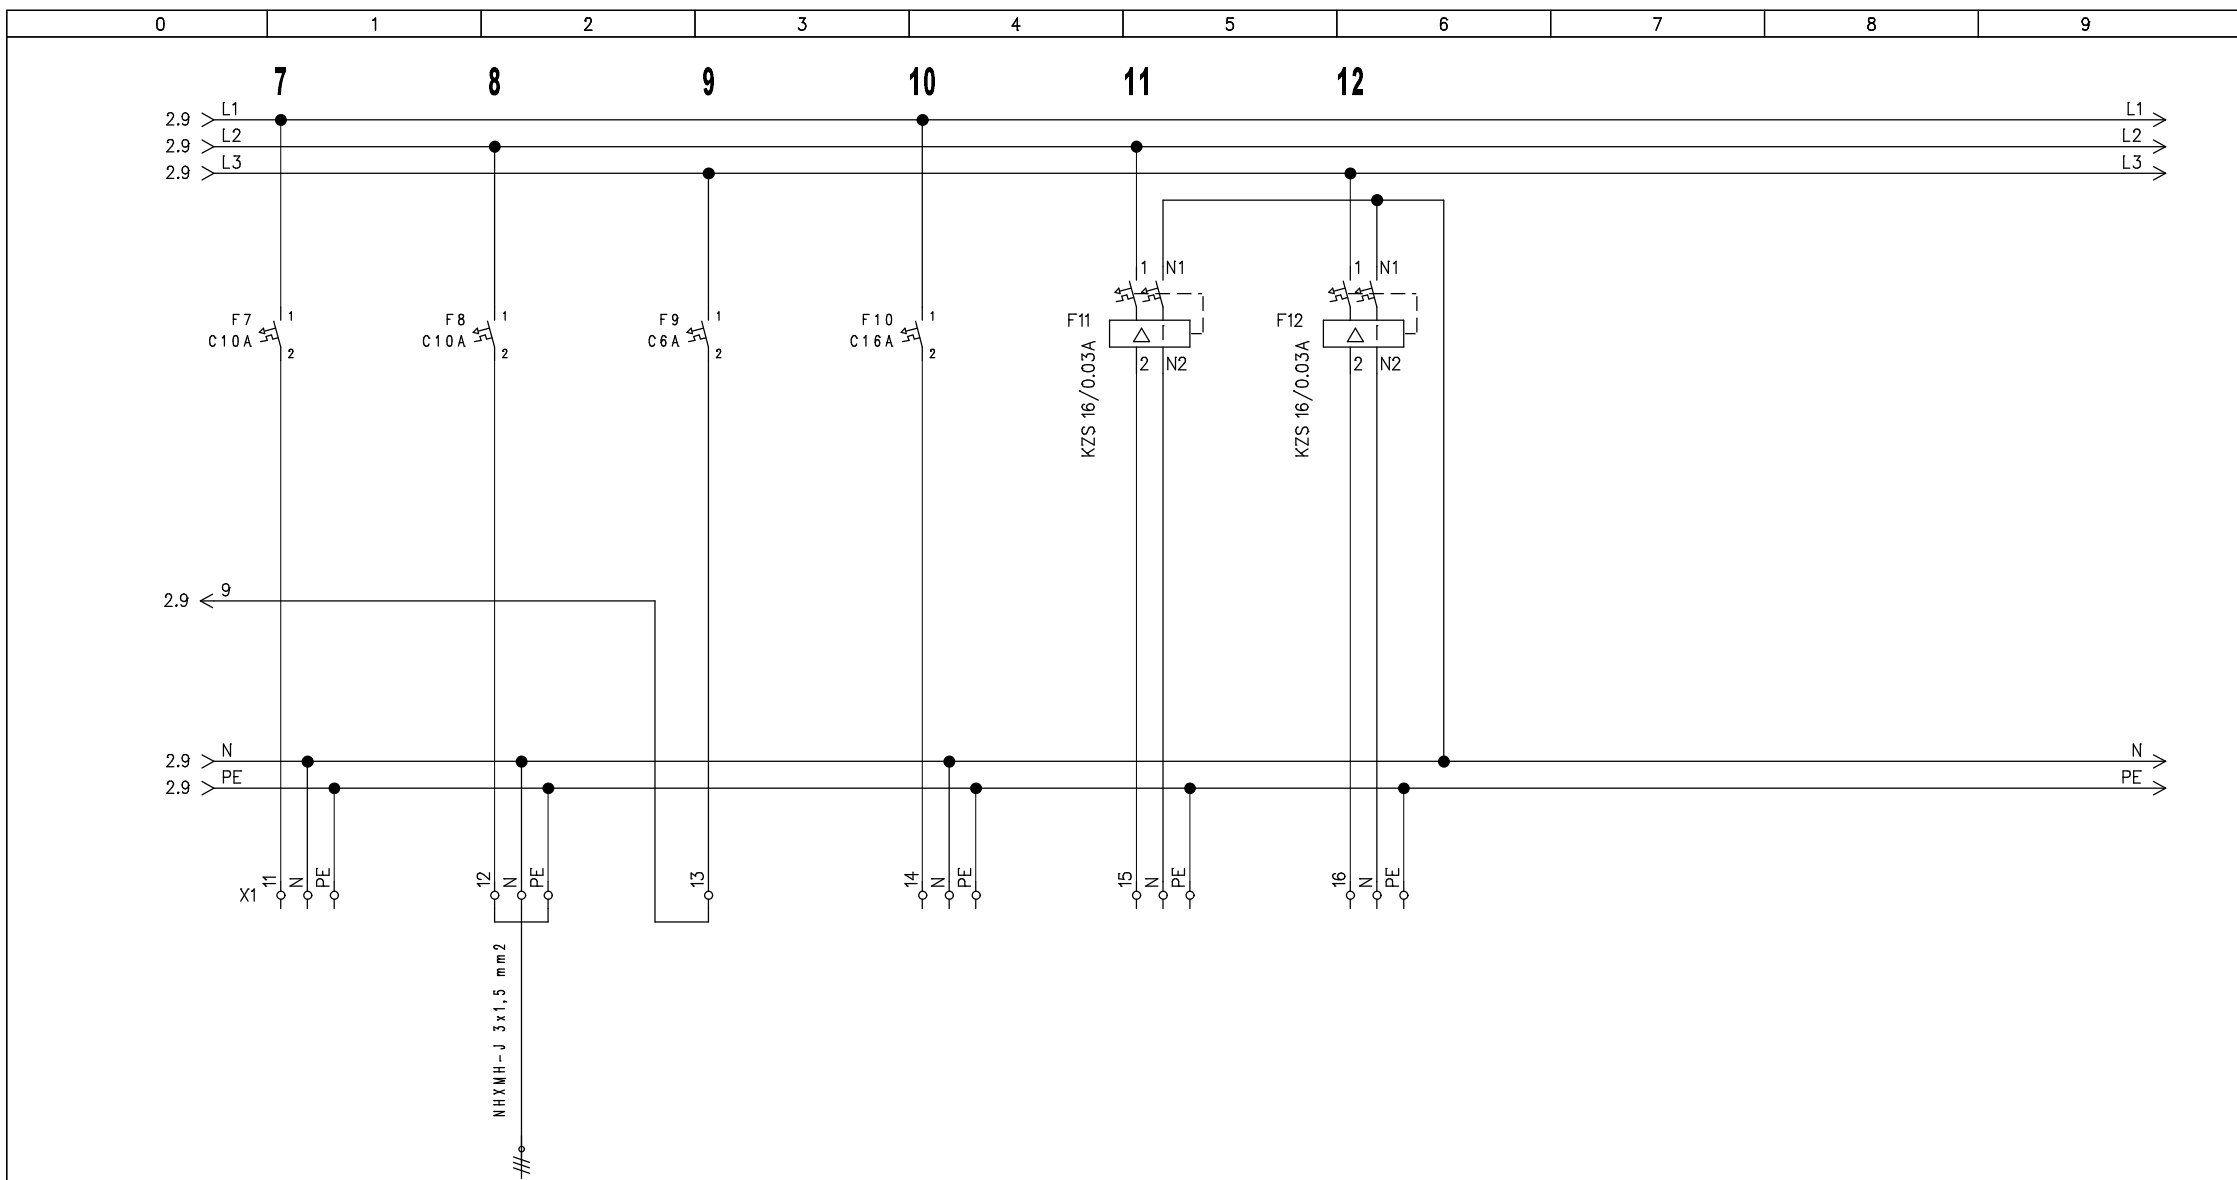 0 1 2 3 4 5 6 7 8 9
7 8 9 10 11 12
2.9 L1 L1
2.9 L2 L2
2.9 L3 L3
1 N1 1 N1
F7 1 F8 1 F9 1 F10 1 F11 F12
C10A 2 C10A 2 C6A 2 C16A 2
2 N2 2 N2
KZS 16/0.03A KZS 16/0.03A
2.9 9
2.9 N N
2.9 PE PE
X1 11 N PE 12 N PE 13 14 N PE 15 N PE 16 N PE
NHXMH-J 3x1,5 mm2